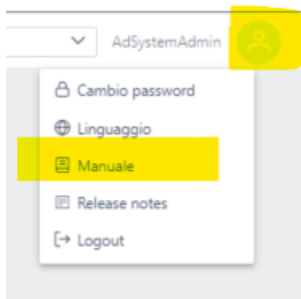 AdSystemAdmin
Cambio password
Linguaggio
Manuale
Release notes
Logout